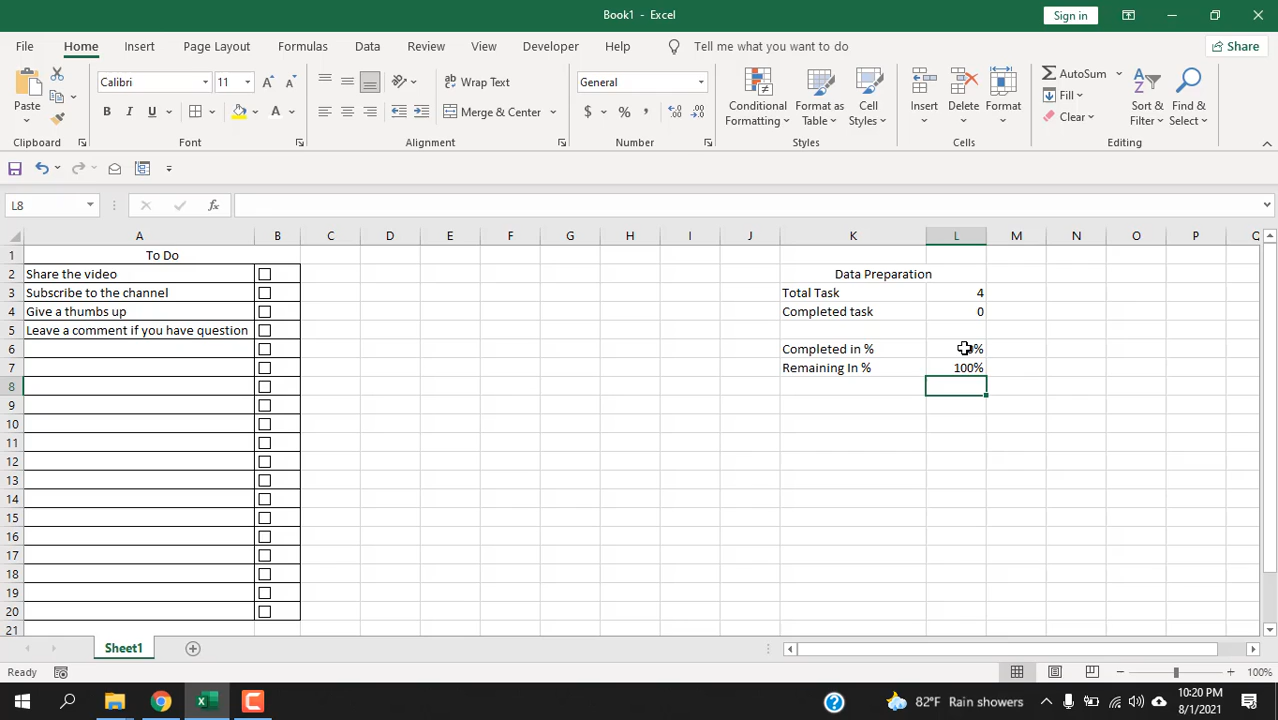 Book1 - Excel
Sign in
File Home Insert Page Layout Formulas Data Review View Developer Help Tell me what you want to do Share
Paste
Calibri 11
Wrap Text
General
Conditional Formatting
Format as Table
Cell Styles
Insert
Delete
Format
AutoSum
Fill
Clear
Sort & Filter
Find & Select
B I U
Merge & Center
$ % ,
Clipboard Font Alignment Number Styles Cells Editing
L8
fx
A B C D E F G H I J K L M N O P Q
1 To Do
2 Share the video Data Preparation
3 Subscribe to the channel Total Task 4
4 Give a thumbs up Completed task 0
5 Leave a comment if you have question
6 Completed in % %
7 Remaining In % 100%
8
9
10
11
12
13
14
15
16
17
18
19
20
21
Sheet1
Ready 100%
82°F Rain showers
10:20 PM
8/1/2021